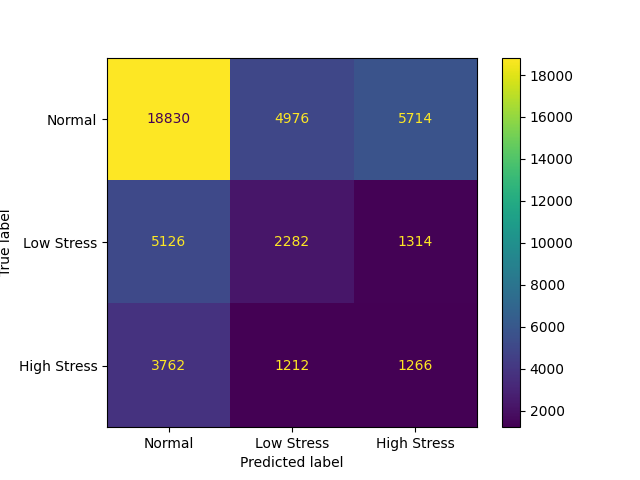 Normal 18830 4976 5714
Low Stress 5126 2282 1314
High Stress 3762 1212 1266
Normal Low Stress High Stress
Predicted label
True label
18000
16000
14000
12000
10000
8000
6000
4000
2000